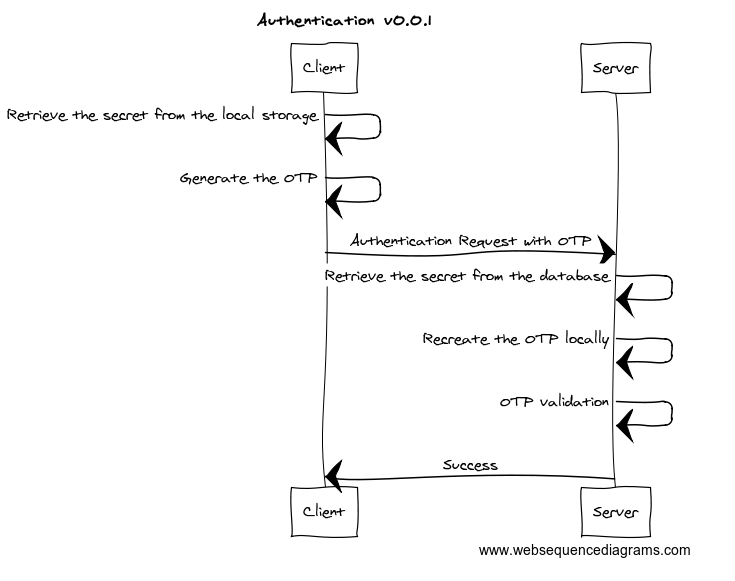 Authentication v0.0.1
Client
Server
Retrieve the secret from the local storage
Generate the OTP
Authentication Request with OTP
Retrieve the secret from the database
Recreate the OTP locally
OTP validation
Success
Client
Server
www.websequencediagrams.com